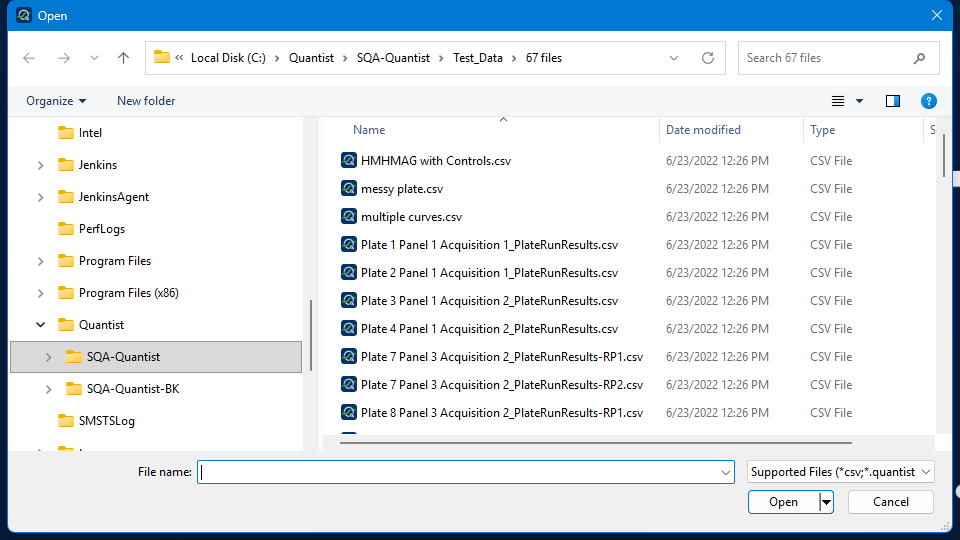 Open
« Local Disk (C:) › Quantist › SQA-Quantist › Test_Data › 67 files
Search 67 files
Organize
New folder
Name
Date modified
Type
S
Intel
Jenkins
JenkinsAgent
PerfLogs
Program Files
Program Files (x86)
Quantist
SQA-Quantist
SQA-Quantist-BK
SMSTSLog
HMHMAG with Controls.csv 6/23/2022 12:26 PM CSV File
messy plate.csv 6/23/2022 12:26 PM CSV File
multiple curves.csv 6/23/2022 12:26 PM CSV File
Plate 1 Panel 1 Acquisition 1_PlateRunResults.csv 6/23/2022 12:26 PM CSV File
Plate 2 Panel 1 Acquisition 1_PlateRunResults.csv 6/23/2022 12:26 PM CSV File
Plate 3 Panel 1 Acquisition 2_PlateRunResults.csv 6/23/2022 12:26 PM CSV File
Plate 4 Panel 1 Acquisition 2_PlateRunResults.csv 6/23/2022 12:26 PM CSV File
Plate 7 Panel 3 Acquisition 2_PlateRunResults-RP1.csv 6/23/2022 12:26 PM CSV File
Plate 7 Panel 3 Acquisition 2_PlateRunResults-RP2.csv 6/23/2022 12:26 PM CSV File
Plate 8 Panel 3 Acquisition 2_PlateRunResults-RP1.csv 6/23/2022 12:26 PM CSV File
File name:
Supported Files (*csv;*.quantist
Open
Cancel